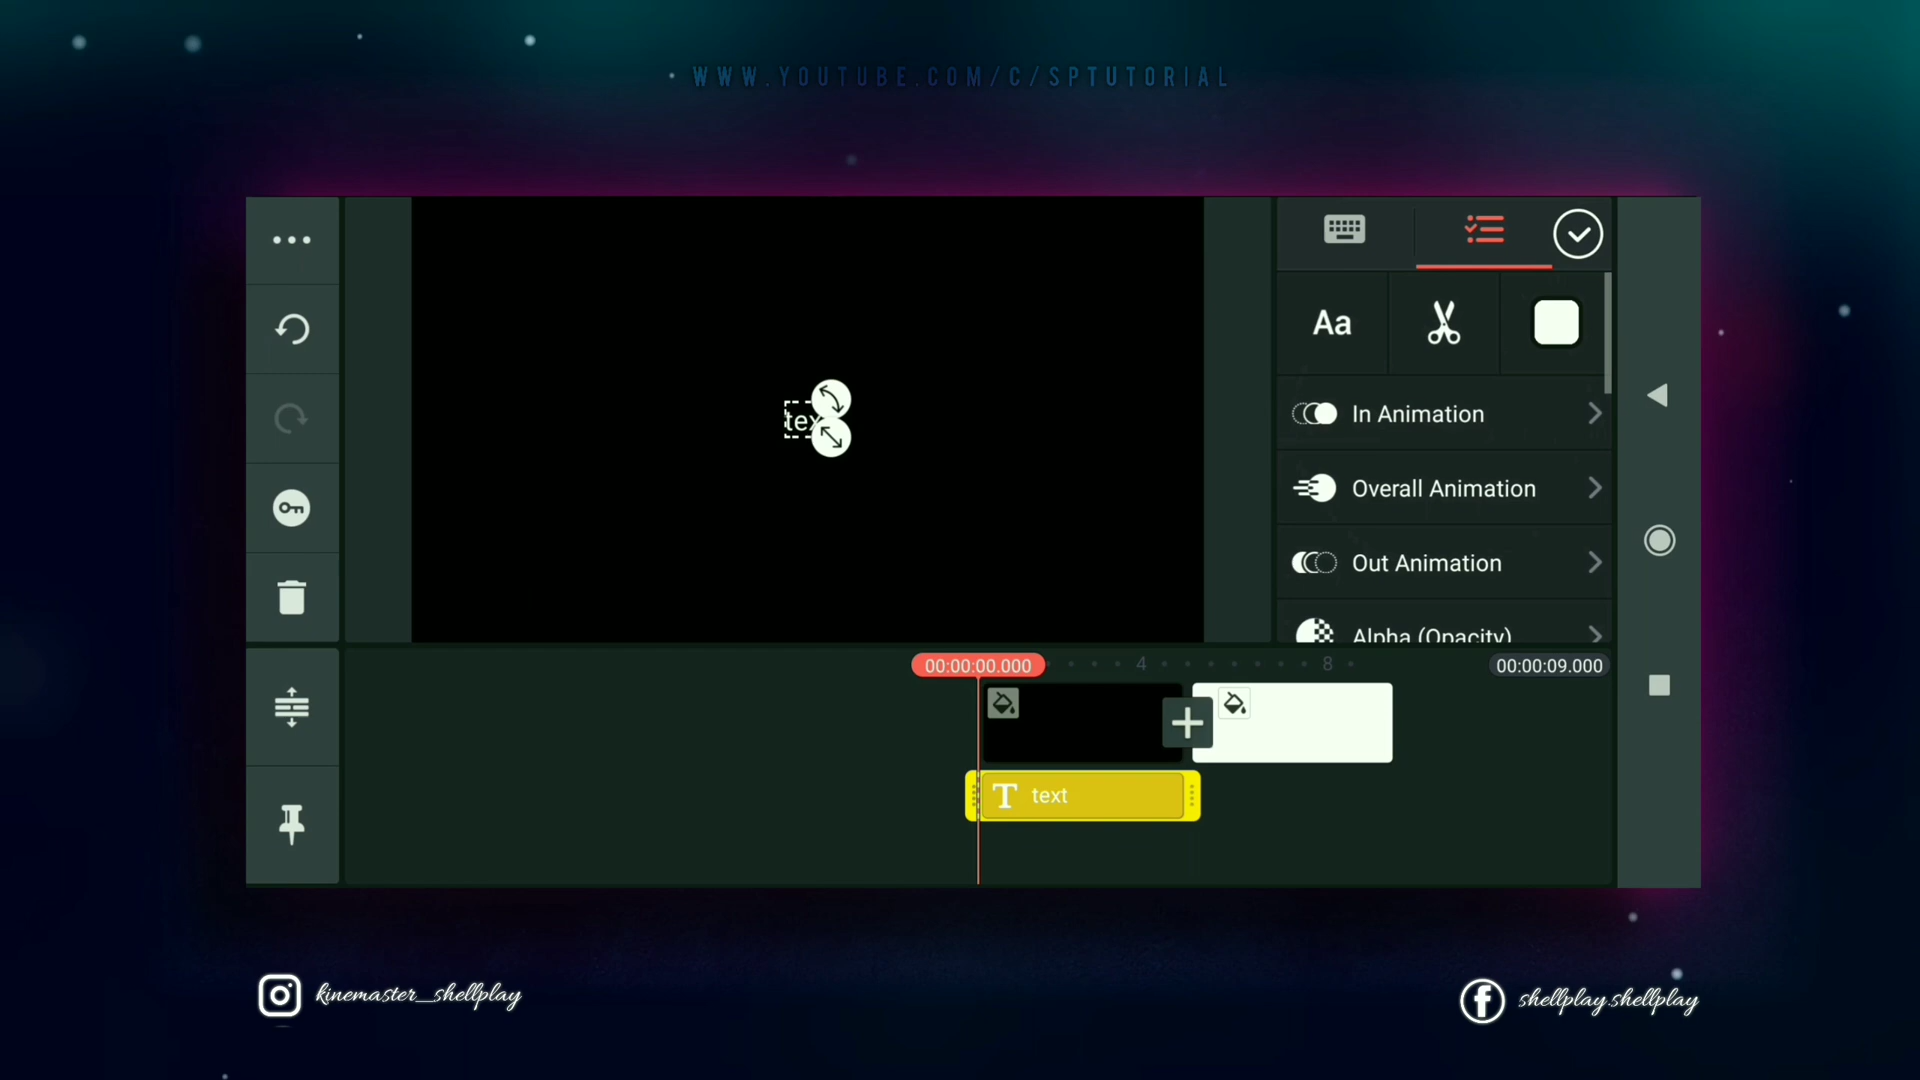 WWW.YOUTUBE.COM/C/SPTUTORIAL
Aa
In Animation
tex
Overall Animation
Out Animation
Alpha (Opacity)
00:00:00.000
4
8
00:00:09.000
T text
kinemaster_shellplay
shellplay.shellplay